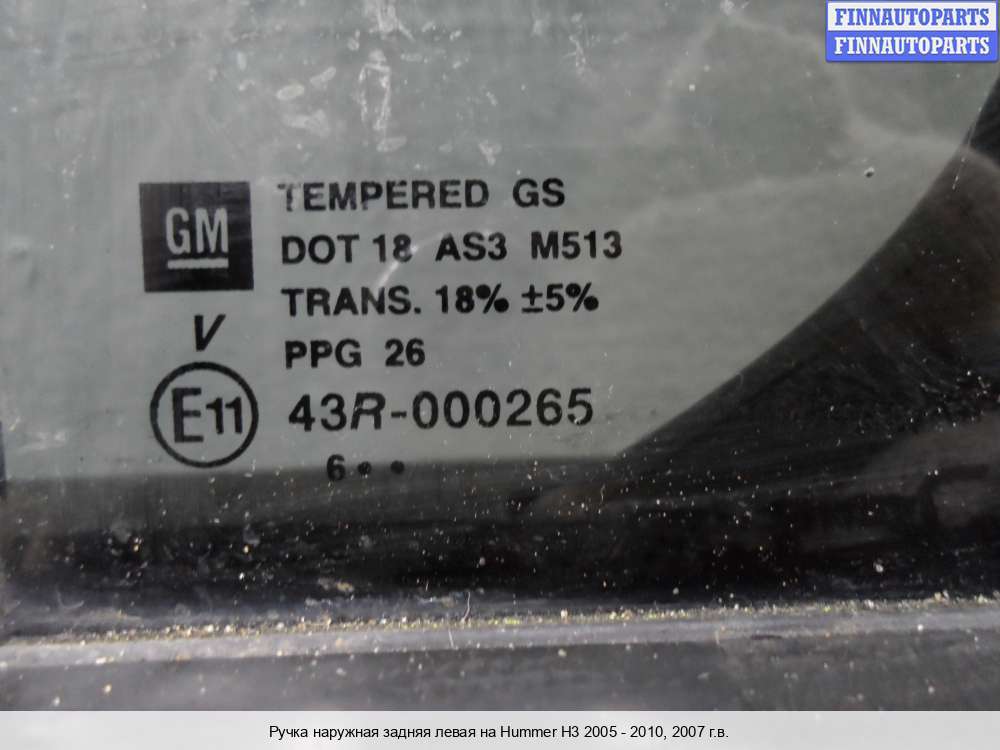 FINNAUTOPARTS
FINNAUTOPARTS
GM
TEMPERED GS
DOT 18 AS3 M513
TRANS. 18% ±5%
V
PPG 26
E11
43R-000265
6 • •
Ручка наружная задняя левая на Hummer H3 2005 - 2010, 2007 г.в.